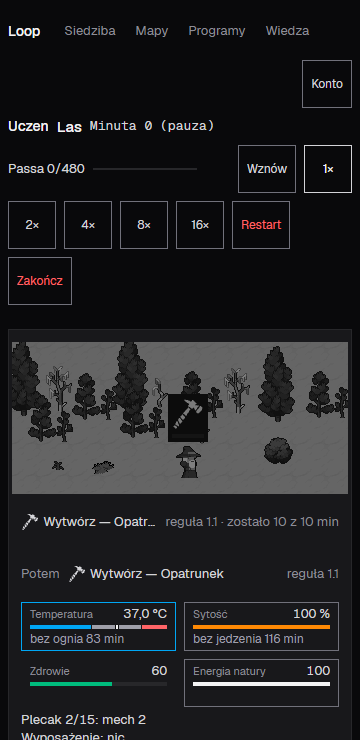 Loop Siedziba Mapy Programy Wiedza
Konto
Uczen Las Minuta 0 (pauza)
Passa 0/480 Wznów 1×
2× 4× 8× 16× Restart
Zakończ
Wytwórz — Opatr... reguła 1.1 · zostało 10 z 10 min
Potem Wytwórz — Opatrunek reguła 1.1
Temperatura 37,0 °C Sytość 100 %
bez ognia 83 min bez jedzenia 116 min
Zdrowie 60 Energia natury 100
Plecak 2/15: mech 2
Wyposażenie: nic